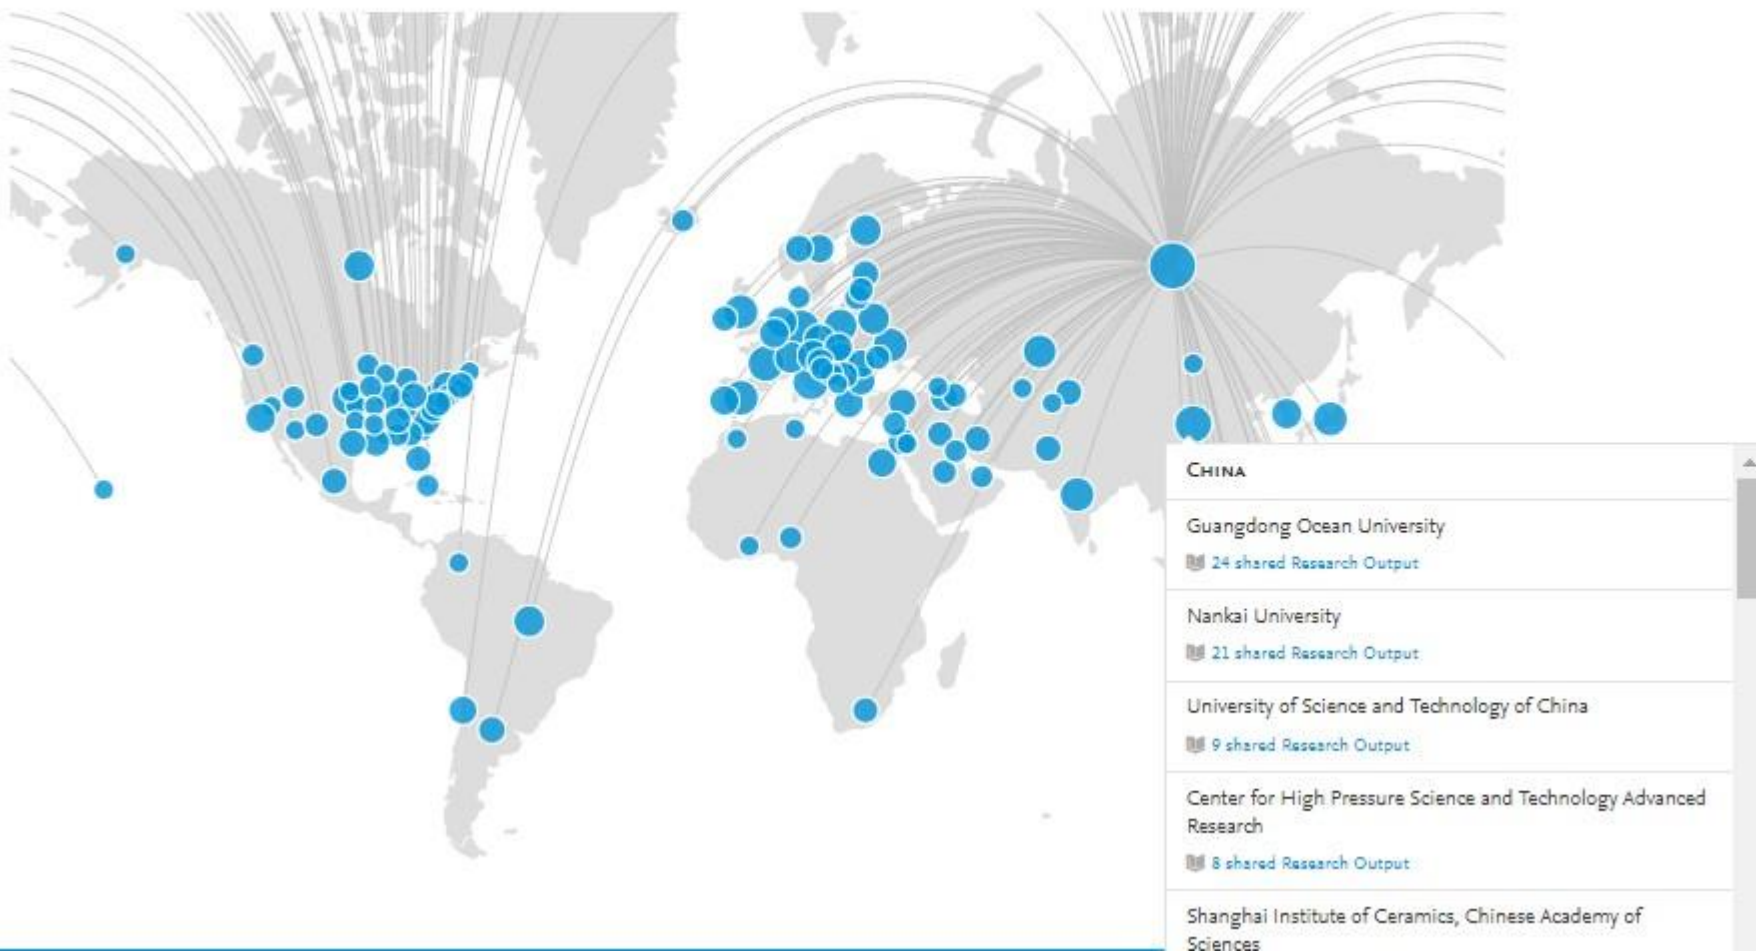 CHINA
Guangdong Ocean University
24 shared Research Output
Nankai University
21 shared Research Output
University of Science and Technology of China
9 shared Research Output
Center for High Pressure Science and Technology Advanced
Research
8 shared Research Output
Shanghai Institute of Ceramics, Chinese Academy of
Sciences